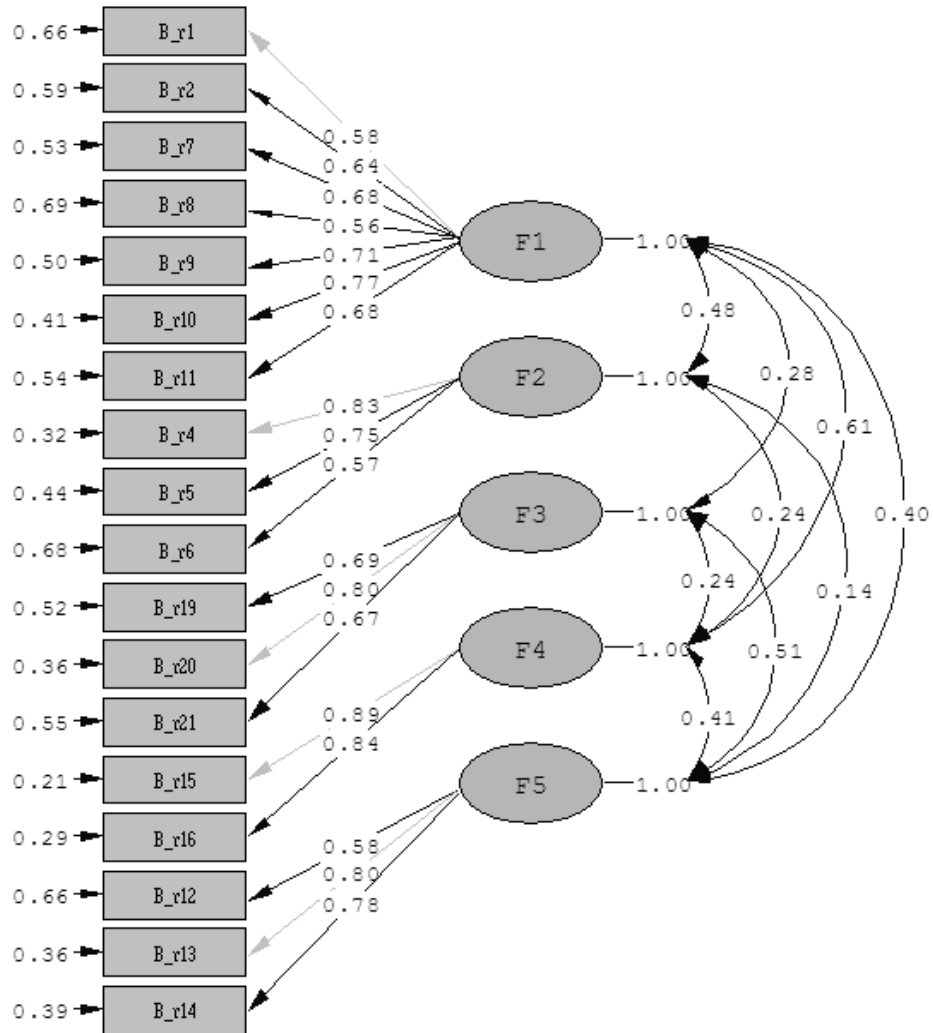 0.66 B_r1
0.59 B_r2
0.53 B_r7
0.69 B_r8
0.50 B_r9
0.41 B_r10
0.54 B_r11
0.32 B_r4
0.44 B_r5
0.68 B_r6
0.52 B_r19
0.36 B_r20
0.55 B_r21
0.21 B_r15
0.29 B_r16
0.66 B_r12
0.36 B_r13
0.39 B_r14
0.58
0.64
0.68
0.56
0.71
0.77
0.68
0.83
0.75
0.57
0.69
0.80
0.67
0.89
0.84
0.58
0.80
0.78
F1 1.00
F2 1.00
F3 1.00
F4 1.00
F5 1.00
0.48
0.28
0.61
0.24
0.40
0.24
0.14
0.51
0.41